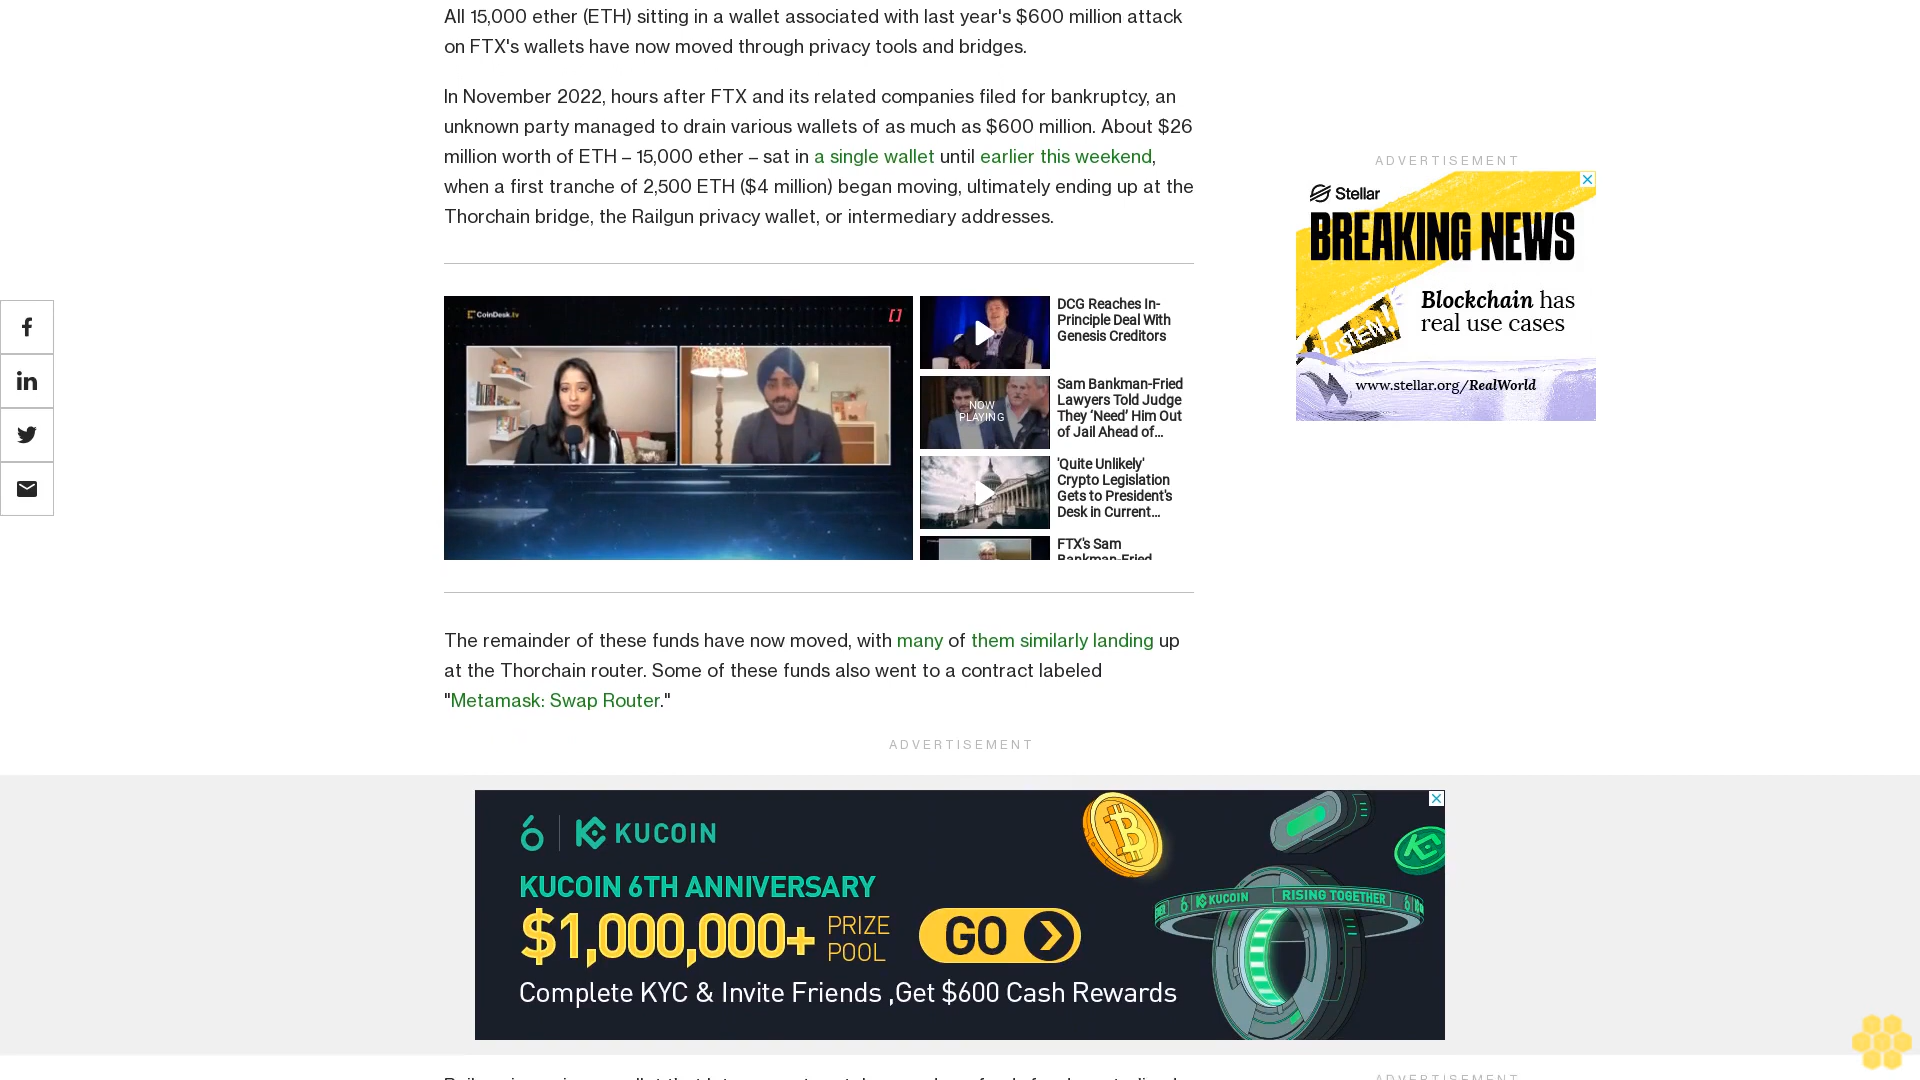 All 15,000 ether (ETH) sitting in a wallet associated with last year's $600 million attack
on FTX's wallets have now moved through privacy tools and bridges.
In November 2022, hours after FTX and its related companies filed for bankruptcy, an
unknown party managed to drain various wallets of as much as $600 million. About $26
million worth of ETH – 15,000 ether – sat in a single wallet until earlier this weekend,
when a first tranche of 2,500 ETH ($4 million) began moving, ultimately ending up at the
Thorchain bridge, the Railgun privacy wallet, or intermediary addresses.
ADVERTISEMENT
Stellar
BREAKING NEWS
Blockchain has
real use cases
LISTEN!
www.stellar.org/RealWorld
CoinDesk.tv
DCG Reaches In-
Principle Deal With
Genesis Creditors
NOW
PLAYING
Sam Bankman-Fried
Lawyers Told Judge
They ‘Need’ Him Out
of Jail Ahead of...
'Quite Unlikely'
Crypto Legislation
Gets to President's
Desk in Current...
FTX's Sam
Bankman-Fried
The remainder of these funds have now moved, with many of them similarly landing up
at the Thorchain router. Some of these funds also went to a contract labeled
"Metamask: Swap Router."
ADVERTISEMENT
6 KUCOIN
KUCOIN 6TH ANNIVERSARY
$1,000,000+ PRIZE
POOL
GO
Complete KYC & Invite Friends ,Get $600 Cash Rewards
6 KUCOIN RISING TOGETHER 6
ADVERTISEMENT